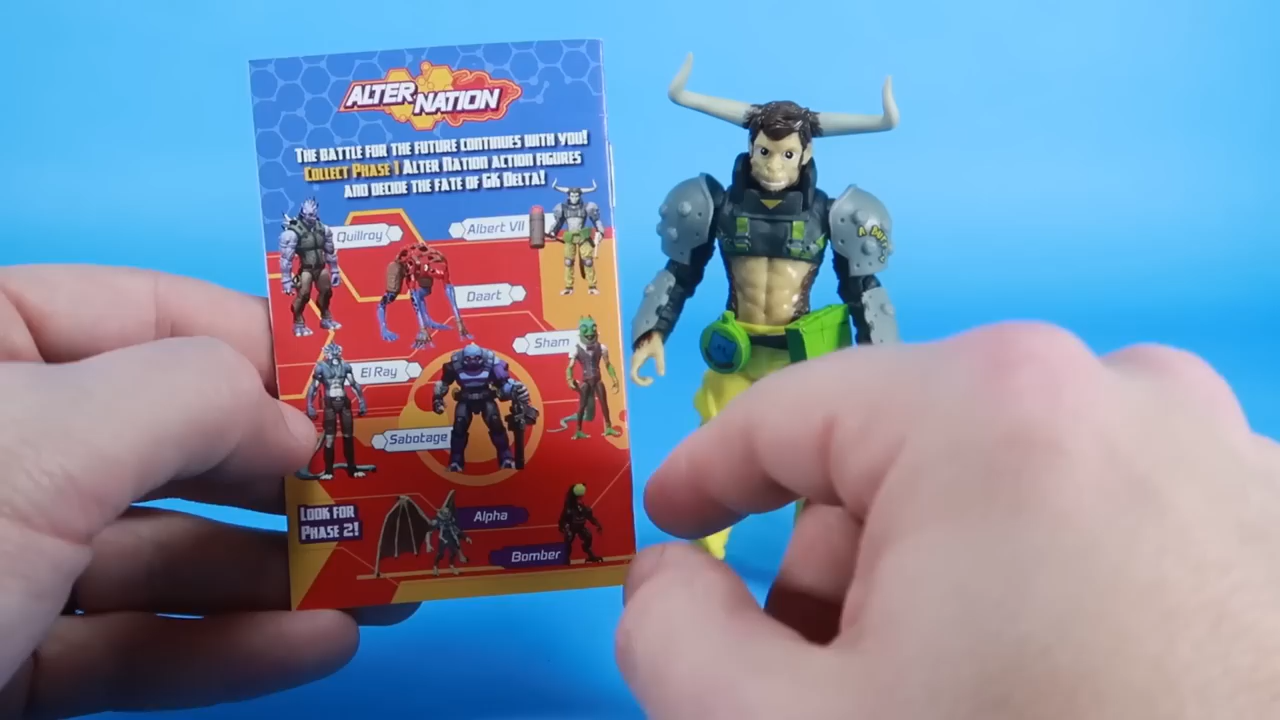 ALTER NATION
THE BATTLE FOR THE FUTURE CONTINUES WITH YOU!
COLLECT PHASE 1 ALTER NATION ACTION FIGURES
AND DECIDE THE FATE OF GK DELTA!
Quillroy
Albert VII
Daart
Sham
El Ray
Sabotage
LOOK FOR
PHASE 2!
Alpha
Bomber